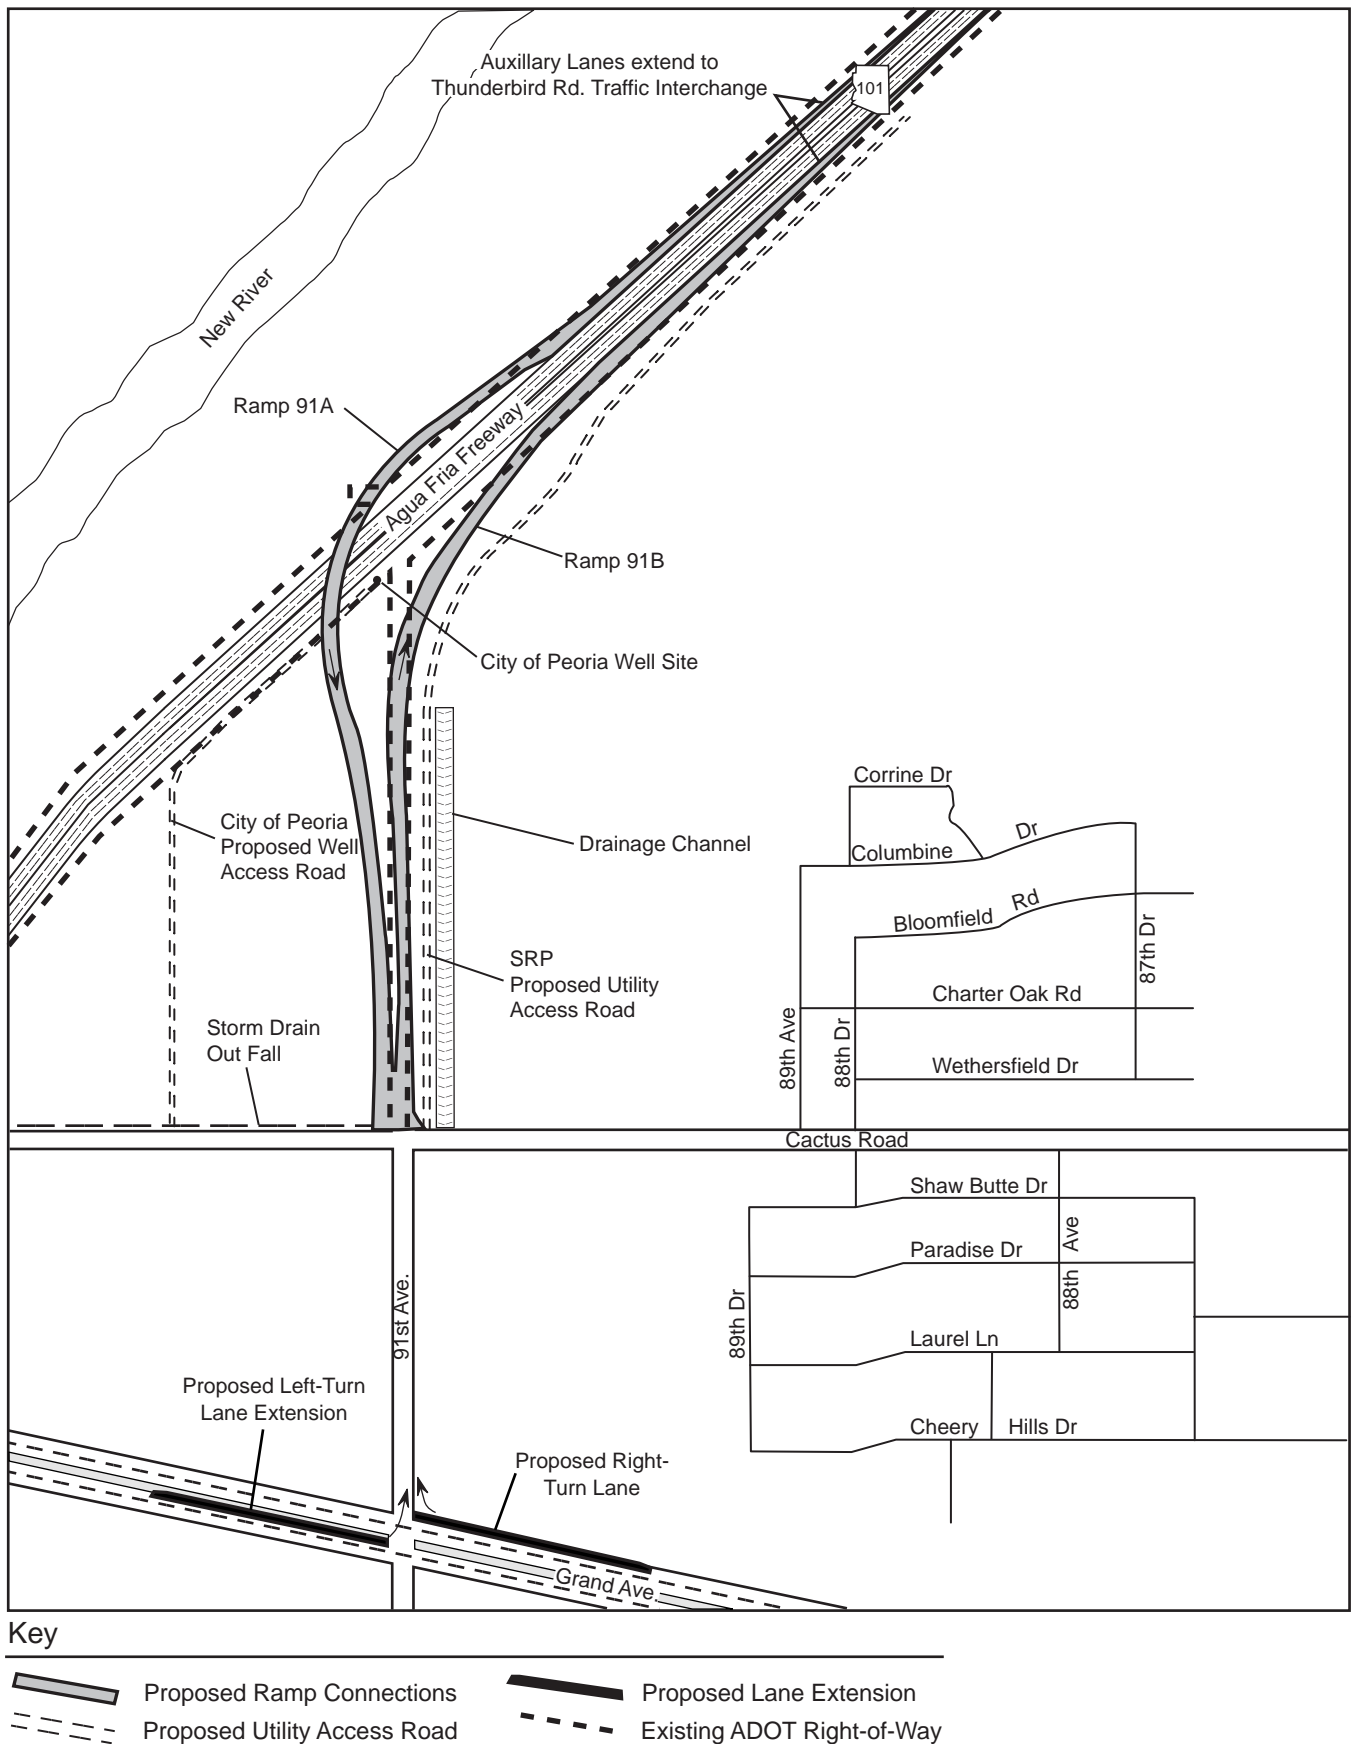 Auxillary Lanes extend to
Thunderbird Rd. Traffic Interchange
101
New River
Ramp 91A
Agua Fria Freeway
Ramp 91B
City of Peoria Well Site
Corrine Dr
City of Peoria
Proposed Well
Access Road
Drainage Channel
Columbine Dr
Bloomfield Rd
87th Dr
SRP
Proposed Utility
Access Road
Charter Oak Rd
Storm Drain
Out Fall
89th Ave
88th Dr
Wethersfield Dr
Cactus Road
Shaw Butte Dr
Paradise Dr
88th Ave
91st Ave.
89th Dr
Laurel Ln
Proposed Left-Turn
Lane Extension
Cheery Hills Dr
Proposed Right-
Turn Lane
Grand Ave.
Key
Proposed Ramp Connections
Proposed Lane Extension
Proposed Utility Access Road
Existing ADOT Right-of-Way